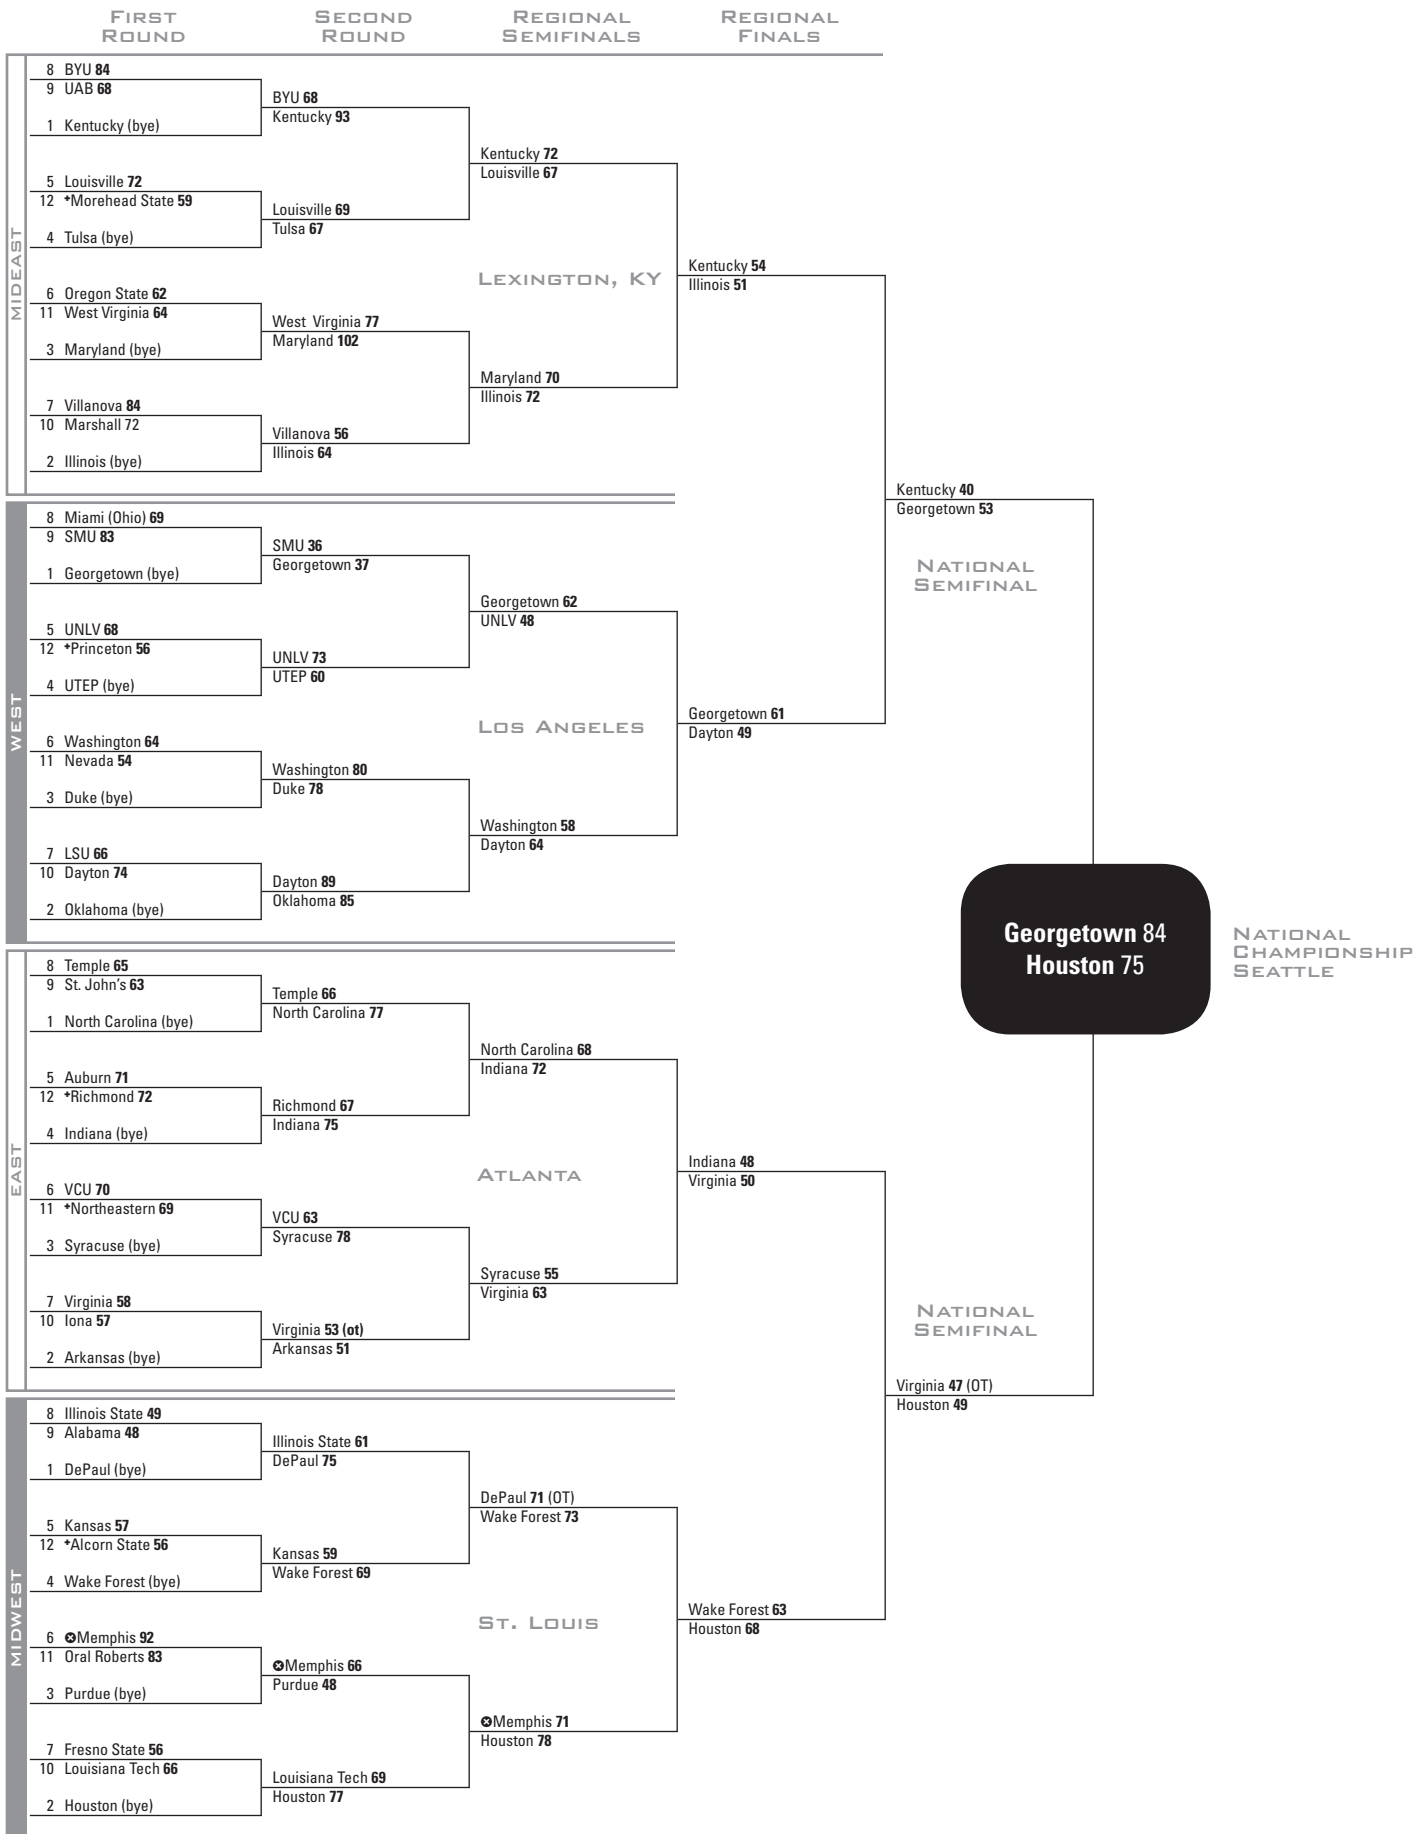 FIRST ROUND
SECOND ROUND
REGIONAL SEMIFINALS
REGIONAL FINALS
MIDEAST
8 BYU 84
9 UAB 68
1 Kentucky (bye)
5 Louisville 72
12 +Morehead State 59
4 Tulsa (bye)
6 Oregon State 62
11 West Virginia 64
3 Maryland (bye)
7 Villanova 84
10 Marshall 72
2 Illinois (bye)
BYU 68
Kentucky 93
Louisville 69
Tulsa 67
West Virginia 77
Maryland 102
Villanova 56
Illinois 64
Kentucky 72
Louisville 67
LEXINGTON, KY
Maryland 70
Illinois 72
Kentucky 54
Illinois 51
WEST
8 Miami (Ohio) 69
9 SMU 83
1 Georgetown (bye)
5 UNLV 68
12 +Princeton 56
4 UTEP (bye)
6 Washington 64
11 Nevada 54
3 Duke (bye)
7 LSU 66
10 Dayton 74
2 Oklahoma (bye)
SMU 36
Georgetown 37
UNLV 73
UTEP 60
Washington 80
Duke 78
Dayton 89
Oklahoma 85
Georgetown 62
UNLV 48
LOS ANGELES
Washington 58
Dayton 64
Georgetown 61
Dayton 49
Kentucky 40
Georgetown 53
NATIONAL
SEMIFINAL
EAST
8 Temple 65
9 St. John's 63
1 North Carolina (bye)
5 Auburn 71
12 +Richmond 72
4 Indiana (bye)
6 VCU 70
11 +Northeastern 69
3 Syracuse (bye)
7 Virginia 58
10 Iona 57
2 Arkansas (bye)
Temple 66
North Carolina 77
Richmond 67
Indiana 75
VCU 63
Syracuse 78
Virginia 53 (ot)
Arkansas 51
North Carolina 68
Indiana 72
ATLANTA
Syracuse 55
Virginia 63
Indiana 48
Virginia 50
MIDWEST
8 Illinois State 49
9 Alabama 48
1 DePaul (bye)
5 Kansas 57
12 +Alcorn State 56
4 Wake Forest (bye)
6 ✪Memphis 92
11 Oral Roberts 83
3 Purdue (bye)
7 Fresno State 56
10 Louisiana Tech 66
2 Houston (bye)
Illinois State 61
DePaul 75
Kansas 59
Wake Forest 69
✪Memphis 66
Purdue 48
Louisiana Tech 69
Houston 77
DePaul 71 (OT)
Wake Forest 73
ST. LOUIS
✪Memphis 71
Houston 78
Wake Forest 63
Houston 68
NATIONAL
SEMIFINAL
Virginia 47 (OT)
Houston 49
Georgetown 84
Houston 75
NATIONAL
CHAMPIONSHIP
SEATTLE